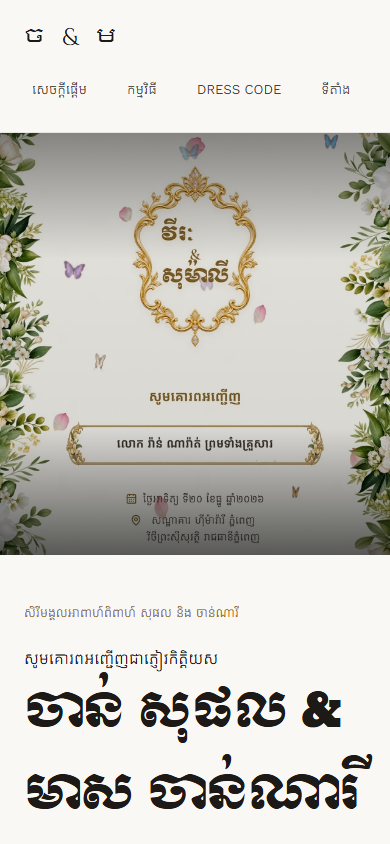 ច & ម
សេចក្ដីផ្ដើម កម្មវិធី DRESS CODE ទីតាំង
វីរៈ
&
សុម៉ាលី
សូមគោរពអញ្ជើញ
លោក រ៉ាន់ ណារ៉ាត់ ព្រមទាំងគ្រួសារ
ថ្ងៃអាទិត្យ ទី២០ ខែធ្នូ ឆ្នាំ២០២៦
សណ្ឋាគារ ហ៊ីម៉ាវ៉ារី ភ្នំពេញ
វិថីព្រះស៊ីសុវត្ថិ រាជធានីភ្នំពេញ
សិរីមង្គលអាពាហ៍ពិពាហ៍ សុផល និង ចាន់ណារី
សូមគោរពអញ្ជើញជាភ្ញៀវកិត្តិយស
ចាន់ សុផល &
មាស ចាន់ណារី